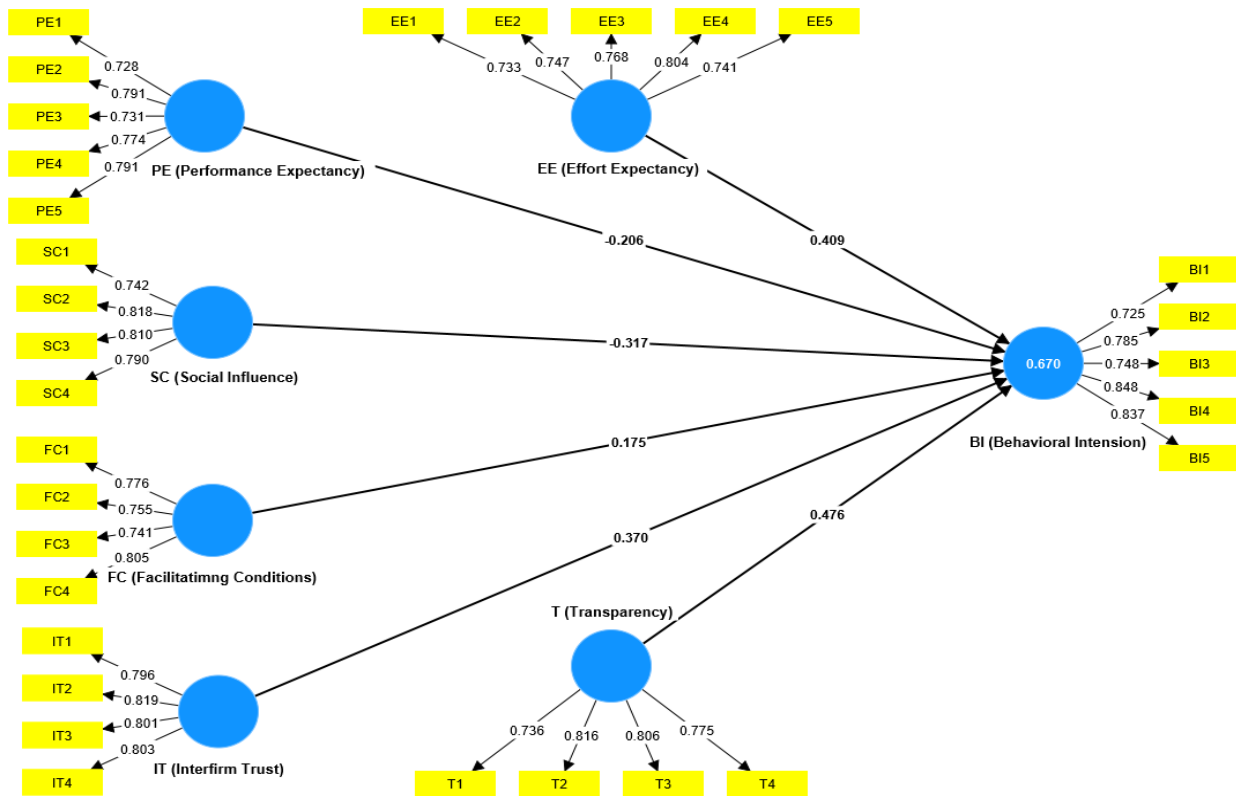 PE1
PE2
PE3
PE4
PE5
0.728
0.791
0.731
0.774
0.791
PE (Performance Expectancy)
EE1
EE2
EE3
EE4
EE5
0.733
0.747
0.768
0.804
0.741
EE (Effort Expectancy)
SC1
SC2
SC3
SC4
0.742
0.818
0.810
0.790
SC (Social Influence)
FC1
FC2
FC3
FC4
0.776
0.755
0.741
0.805
FC (Facilitatimng Conditions)
IT1
IT2
IT3
IT4
0.796
0.819
0.801
0.803
IT (Interfirm Trust)
T (Transparency)
0.736
0.816
0.806
0.775
T1
T2
T3
T4
-0.206
0.409
-0.317
0.175
0.370
0.476
0.670
BI (Behavioral Intension)
0.725
0.785
0.748
0.848
0.837
BI1
BI2
BI3
BI4
BI5